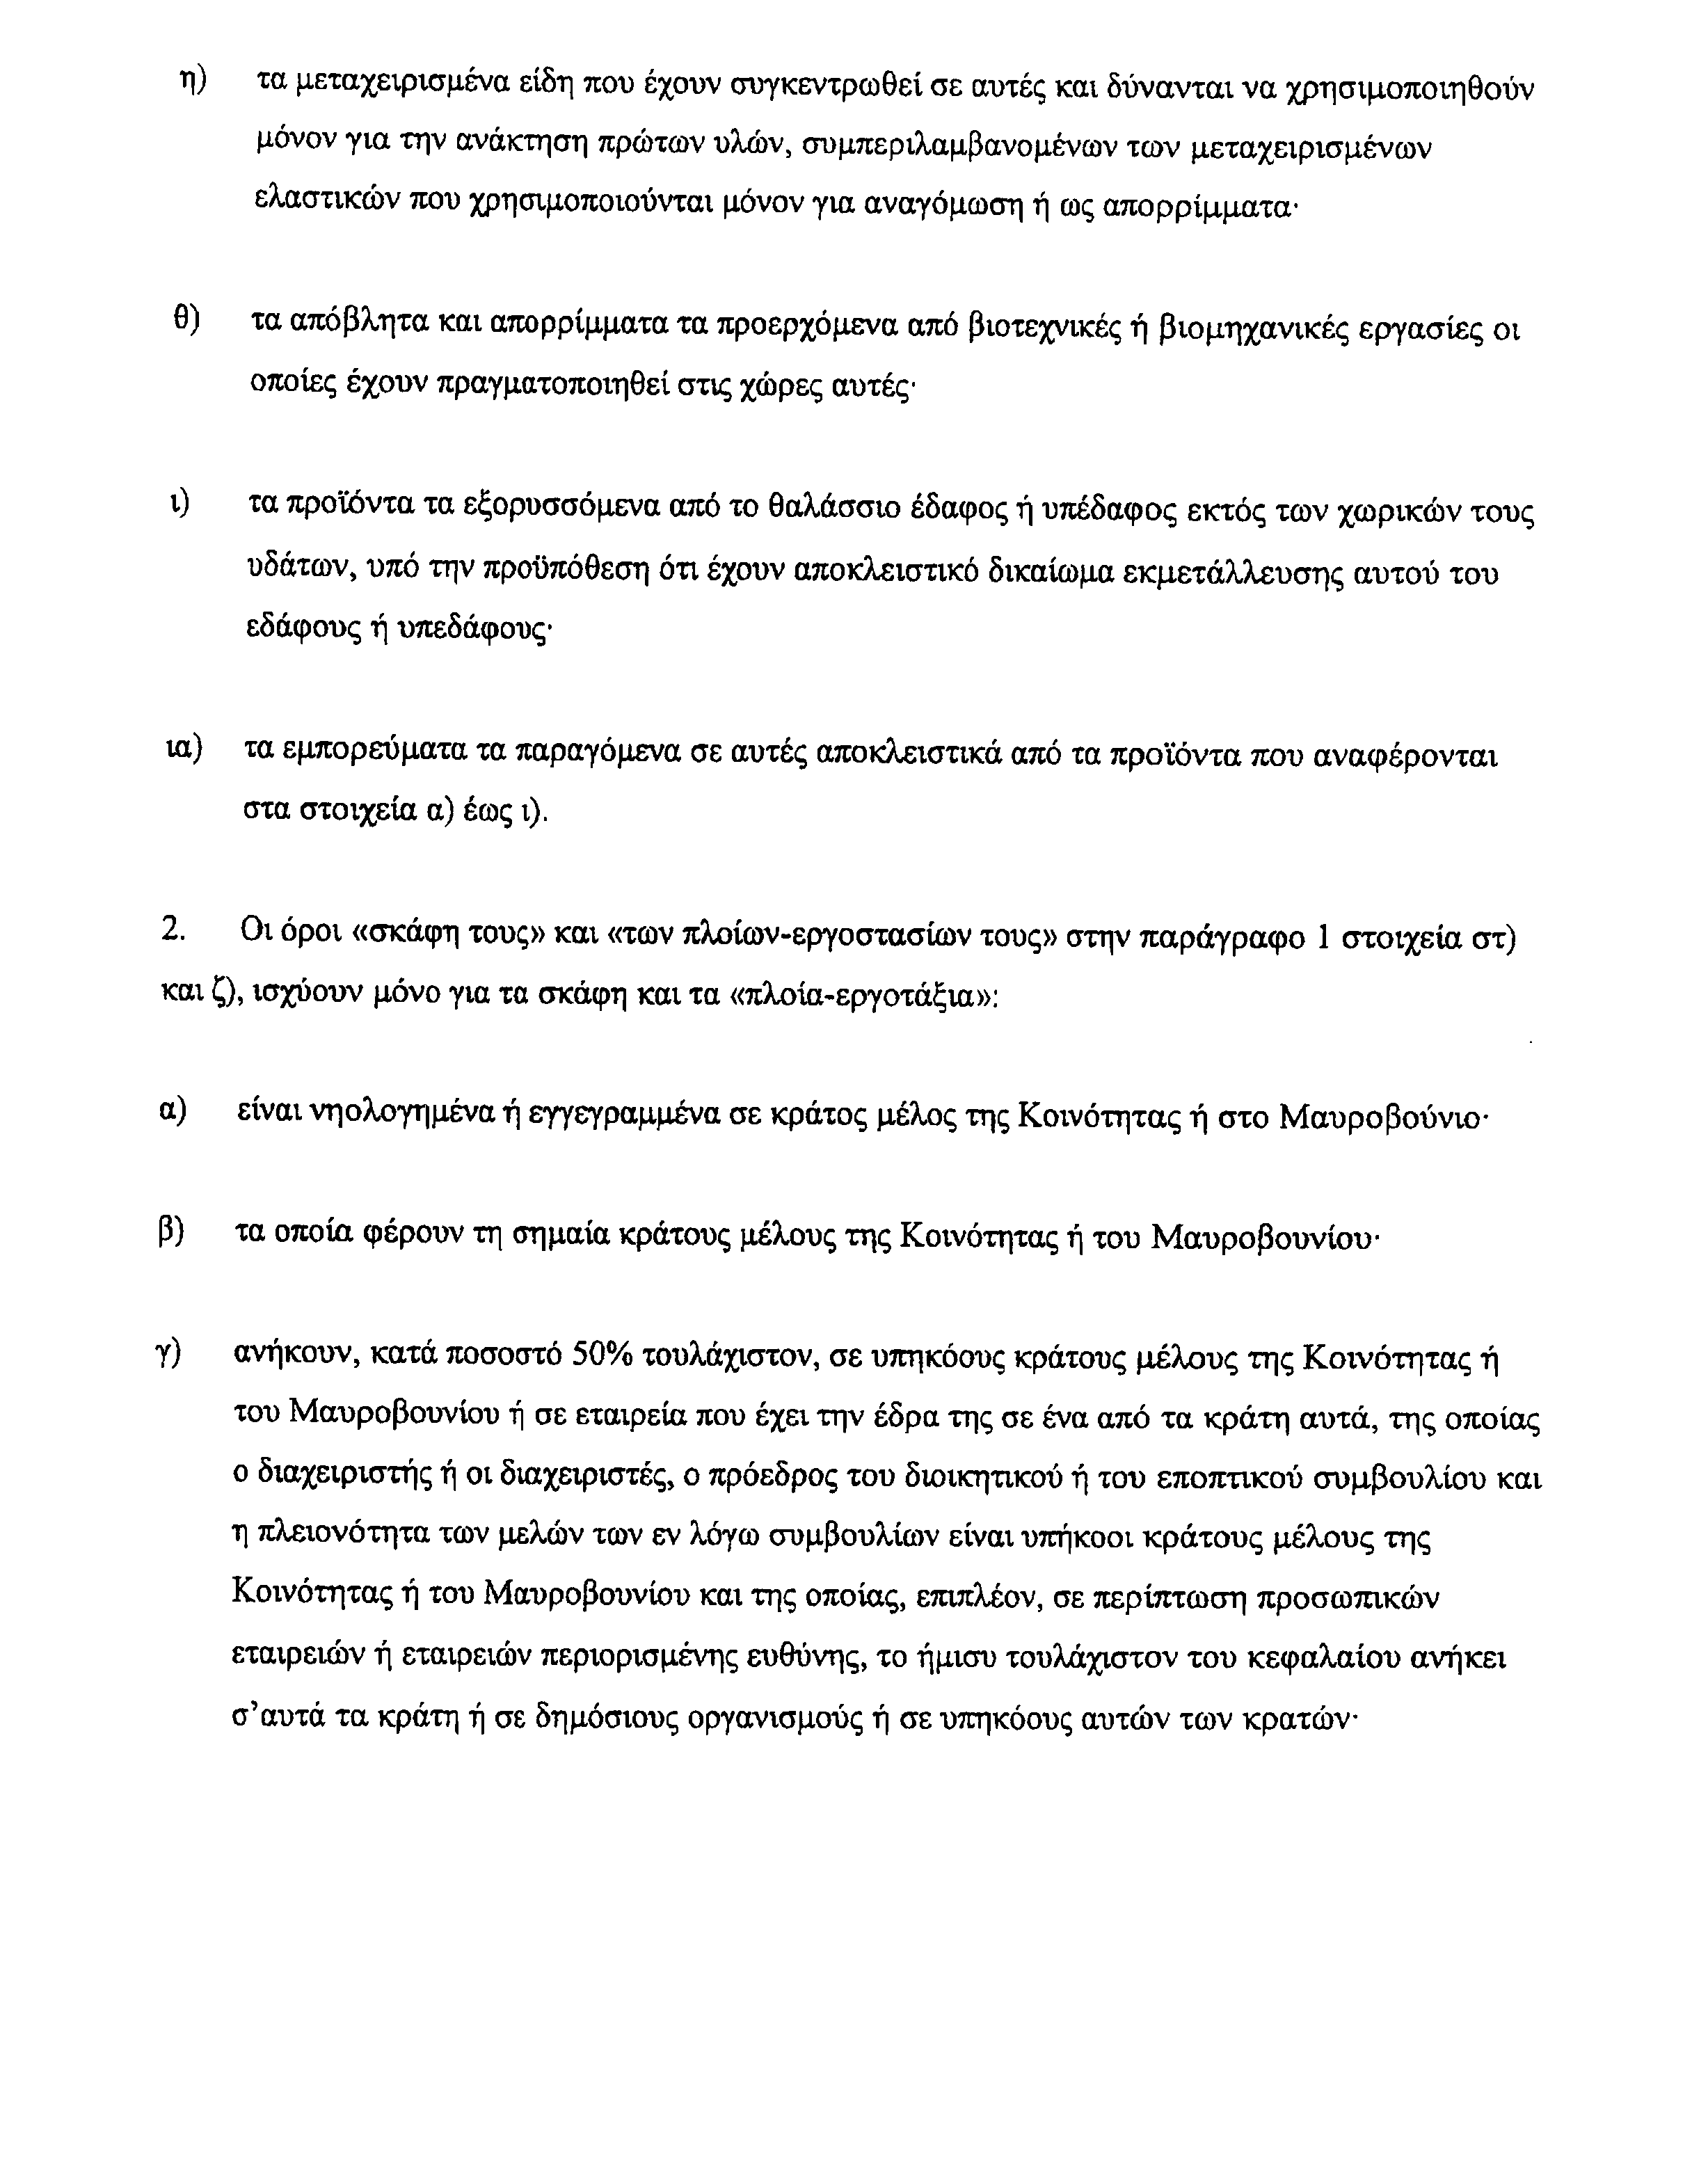 η) τα μεταχειρισμένα είδη που έχουν συγκεντρωθεί σε αυτές και δύνανται να χρησιμοποιηθούν
μόνον για την ανάκτηση πρώτων υλών, συμπεριλαμβανομένων των μεταχειρισμένων
ελαστικών που χρησιμοποιούνται μόνον για αναγόμωση ή ως απορρίμματα·
θ) τα απόβλητα και απορρίμματα τα προερχόμενα από βιοτεχνικές ή βιομηχανικές εργασίες οι
οποίες έχουν πραγματοποιηθεί στις χώρες αυτές·
ι) τα προϊόντα τα εξορυσσόμενα από το θαλάσσιο έδαφος ή υπέδαφος εκτός των χωρικών τους
υδάτων, υπό την προϋπόθεση ότι έχουν αποκλειστικό δικαίωμα εκμετάλλευσης αυτού του
εδάφους ή υπεδάφους·
ια) τα εμπορεύματα τα παραγόμενα σε αυτές αποκλειστικά από τα προϊόντα που αναφέρονται
στα στοιχεία α) έως ι).
2. Οι όροι «σκάφη τους» και «των πλοίων-εργοστασίων τους» στην παράγραφο 1 στοιχεία στ)
και ζ), ισχύουν μόνο για τα σκάφη και τα «πλοία-εργοτάξια»:
α) είναι νηολογημένα ή εγγεγραμμένα σε κράτος μέλος της Κοινότητας ή στο Μαυροβούνιο·
β) τα οποία φέρουν τη σημαία κράτους μέλους της Κοινότητας ή του Μαυροβουνίου·
γ) ανήκουν, κατά ποσοστό 50% τουλάχιστον, σε υπηκόους κράτους μέλους της Κοινότητας ή
του Μαυροβουνίου ή σε εταιρεία που έχει την έδρα της σε ένα από τα κράτη αυτά, της οποίας
ο διαχειριστής ή οι διαχειριστές, ο πρόεδρος του διοικητικού ή του εποπτικού συμβουλίου και
η πλειονότητα των μελών των εν λόγω συμβουλίων είναι υπήκοοι κράτους μέλους της
Κοινότητας ή του Μαυροβουνίου και της οποίας, επιπλέον, σε περίπτωση προσωπικών
εταιρειών ή εταιρειών περιορισμένης ευθύνης, το ήμισυ τουλάχιστον του κεφαλαίου ανήκει
σ’αυτά τα κράτη ή σε δημόσιους οργανισμούς ή σε υπηκόους αυτών των κρατών·